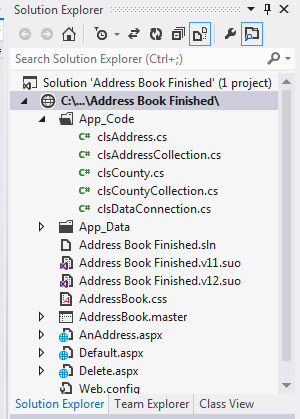 Solution Explorer
Search Solution Explorer (Ctrl+;)
Solution 'Address Book Finished' (1 project)
C:\...\Address Book Finished\
App_Code
C# clsAddress.cs
C# clsAddressCollection.cs
C# clsCounty.cs
C# clsCountyCollection.cs
C# clsDataConnection.cs
App_Data
Address Book Finished.sln
Address Book Finished.v11.suo
Address Book Finished.v12.suo
AddressBook.css
AddressBook.master
AnAddress.aspx
Default.aspx
Delete.aspx
Web.config
Solution Explorer Team Explorer Class View